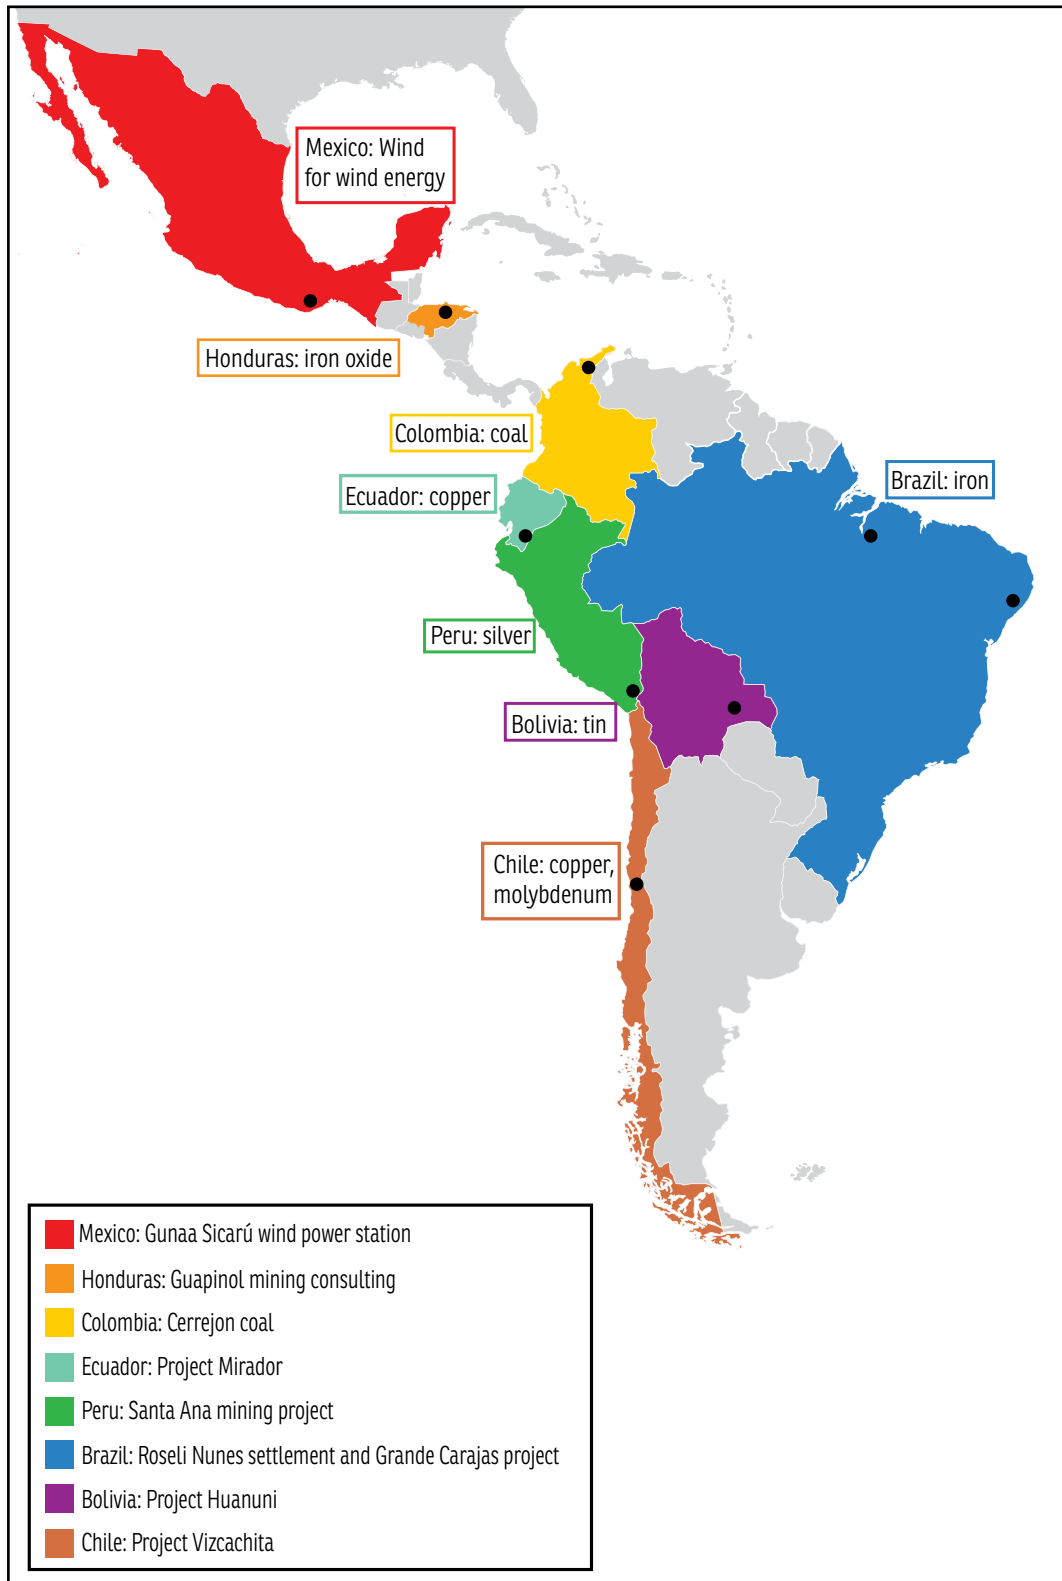 Mexico: Wind
for wind energy
Honduras: iron oxide
Colombia: coal
Ecuador: copper
Brazil: iron
Peru: silver
Bolivia: tin
Chile: copper,
molybdenum
Mexico: Gunaa Sicarú wind power station
Honduras: Guapinol mining consulting
Colombia: Cerrejon coal
Ecuador: Project Mirador
Peru: Santa Ana mining project
Brazil: Roseli Nunes settlement and Grande Carajas project
Bolivia: Project Huanuni
Chile: Project Vizcachita